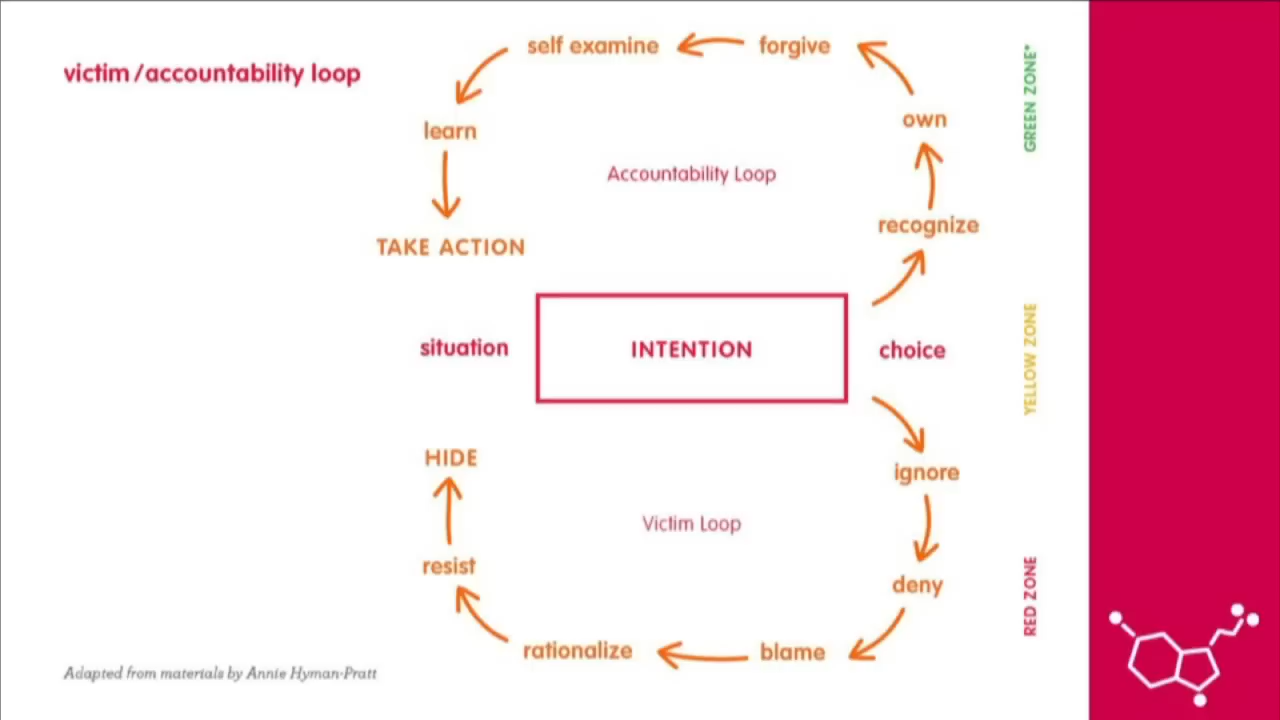 victim/accountability loop
self examine
forgive
own
learn
Accountability Loop
recognize
TAKE ACTION
situation
INTENTION
choice
HIDE
ignore
Victim Loop
resist
deny
rationalize
blame
GREEN ZONE*
YELLOW ZONE
RED ZONE
Adapted from materials by Annie Hyman-Pratt